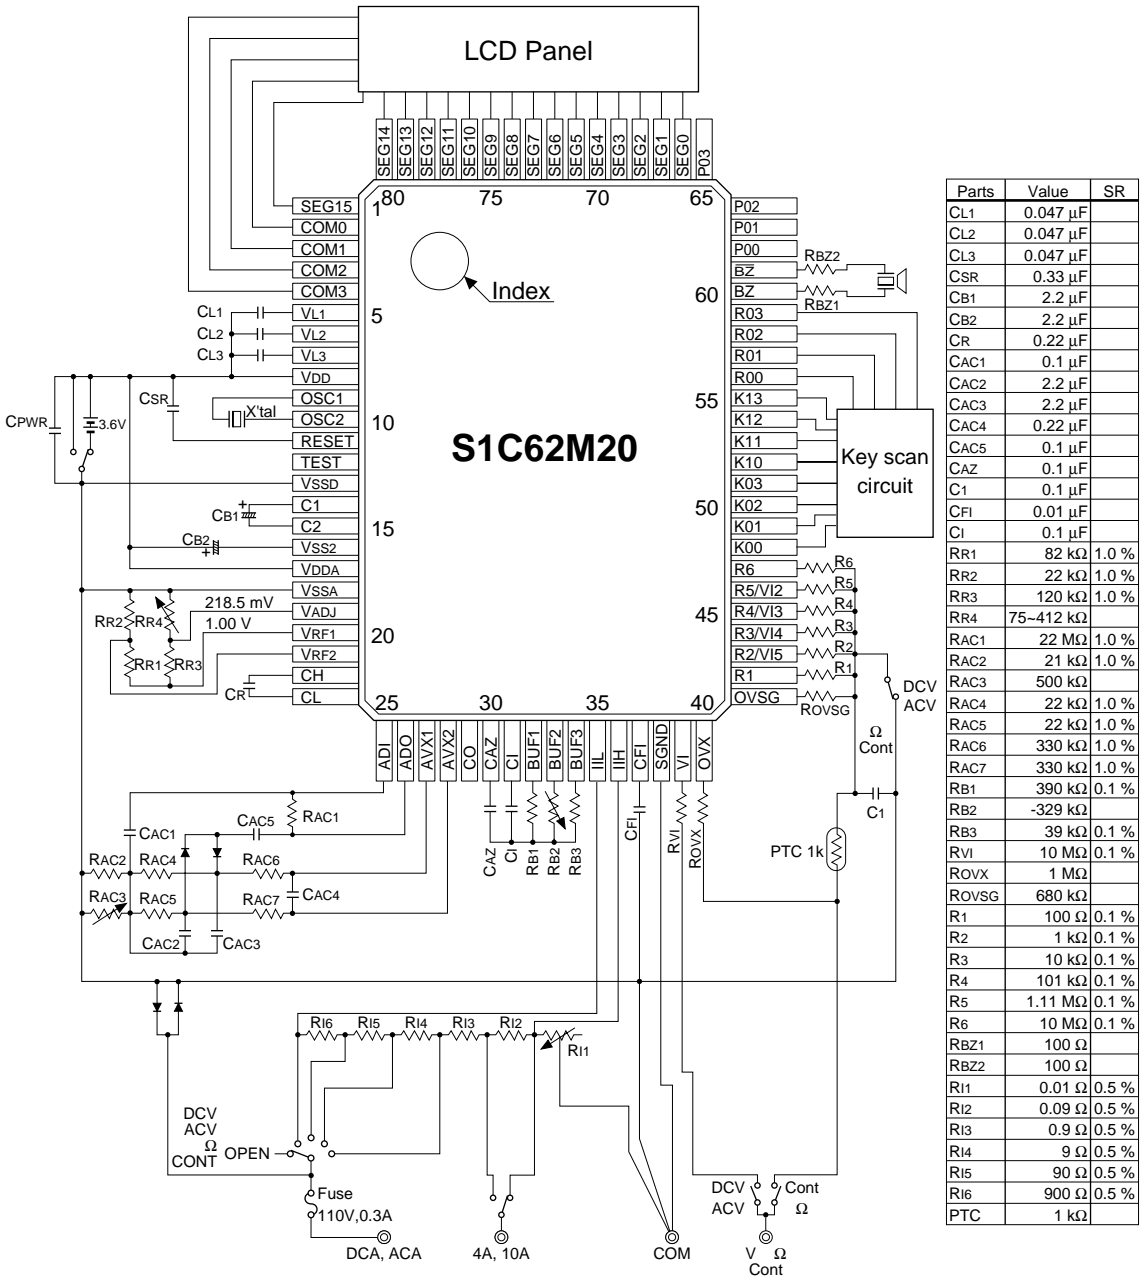 LCD Panel
SEG14 SEG13 SEG12 SEG11 SEG10 SEG9 SEG8 SEG7 SEG6 SEG5 SEG4 SEG3 SEG2 SEG1 SEG0 P03
80 75 70 65
1
SEG15
COM0
COM1
COM2
COM3
5
CL1 VL1
CL2 VL2
CL3 VL3
VDD
OSC1
X'tal OSC2
10
RESET
TEST
VSSD
C1
C2
15
VSS2
VDDA
VSSA
VADJ
VRF1
20
VRF2
CH
CL
CPWR
3.6V
CSR
CB1 +
CB2 +
218.5 mV
1.00 V
RR2 RR4
RR1 RR3
CR
Index
S1C62M20
P02
P01
P00
BZ
BZ
60
R03
R02
R01
R00
55
K13
K12
K11
K10
K03
50
K02
K01
K00
R6
R5/VI2
45
R4/VI3
R3/VI4
R2/VI5
R1
OVSG
RBZ2
RBZ1
Key scan
circuit
R6
R5
R4
R3
R2
R1
ROVSG
DCV
ACV
Ω
Cont
C1
PTC 1k
25 30 35 40
ADI ADO AVX1 AVX2 CO CAZ CI BUF1 BUF2 BUF3 IIL IIH CFI SGND VI OVX
CAZ CI RB1 RB2 RB3 CFI RVI ROVX
CAC1 CAC5 RAC1
RAC2 RAC4 RAC6
CAC4
RAC3 RAC5 RAC7
CAC2 CAC3
RI6 RI5 RI4 RI3 RI2
RI1
DCV
ACV
Ω
CONT
OPEN
Fuse
110V,0.3A
DCA, ACA
4A, 10A
COM
DCV
ACV
Cont
Ω
V Ω
Cont
Parts Value SR
CL1 0.047 µF
CL2 0.047 µF
CL3 0.047 µF
CSR 0.33 µF
CB1 2.2 µF
CB2 2.2 µF
CR 0.22 µF
CAC1 0.1 µF
CAC2 2.2 µF
CAC3 2.2 µF
CAC4 0.22 µF
CAC5 0.1 µF
CAZ 0.1 µF
C1 0.1 µF
CFI 0.01 µF
CI 0.1 µF
RR1 82 kΩ 1.0 %
RR2 22 kΩ 1.0 %
RR3 120 kΩ 1.0 %
RR4 75~412 kΩ
RAC1 22 MΩ 1.0 %
RAC2 21 kΩ 1.0 %
RAC3 500 kΩ
RAC4 22 kΩ 1.0 %
RAC5 22 kΩ 1.0 %
RAC6 330 kΩ 1.0 %
RAC7 330 kΩ 1.0 %
RB1 390 kΩ 0.1 %
RB2 -329 kΩ
RB3 39 kΩ 0.1 %
RVI 10 MΩ 0.1 %
ROVX 1 MΩ
ROVSG 680 kΩ
R1 100 Ω 0.1 %
R2 1 kΩ 0.1 %
R3 10 kΩ 0.1 %
R4 101 kΩ 0.1 %
R5 1.11 MΩ 0.1 %
R6 10 MΩ 0.1 %
RBZ1 100 Ω
RBZ2 100 Ω
RI1 0.01 Ω 0.5 %
RI2 0.09 Ω 0.5 %
RI3 0.9 Ω 0.5 %
RI4 9 Ω 0.5 %
RI5 90 Ω 0.5 %
RI6 900 Ω 0.5 %
PTC 1 kΩ